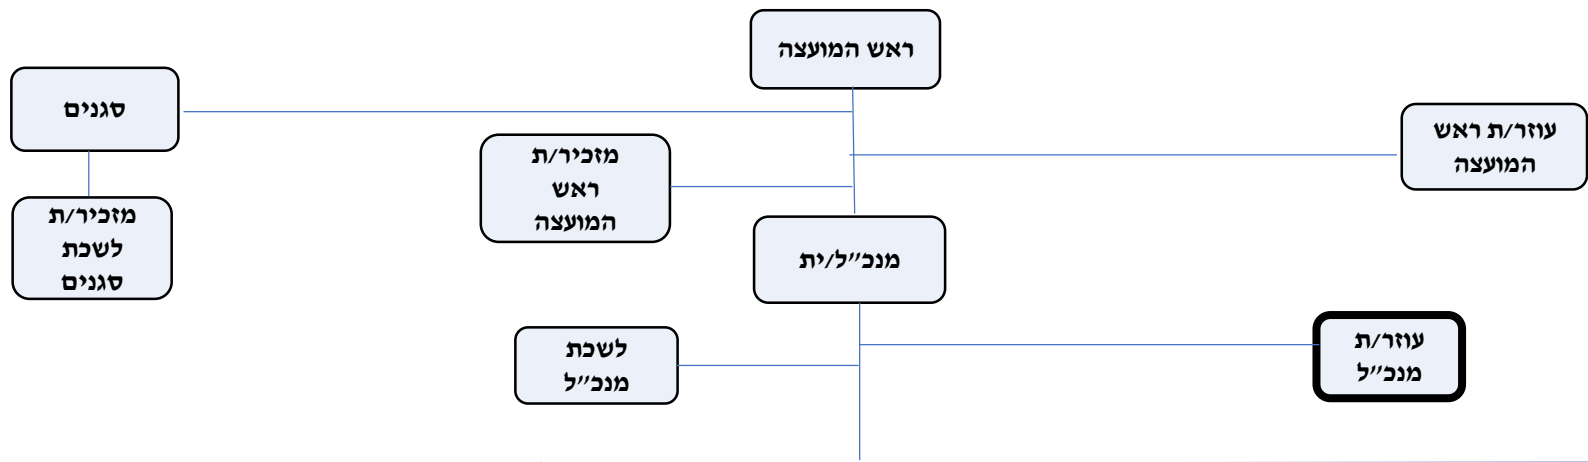 ראש המועצה
סגנים
עוזר/ת ראש
המועצה
מזכיר/ת
ראש
המועצה
מזכיר/ת
לשכת
סגנים
מנכ"ל/ית
עוזר/ת
מנכ"ל
לשכת
מנכ"ל